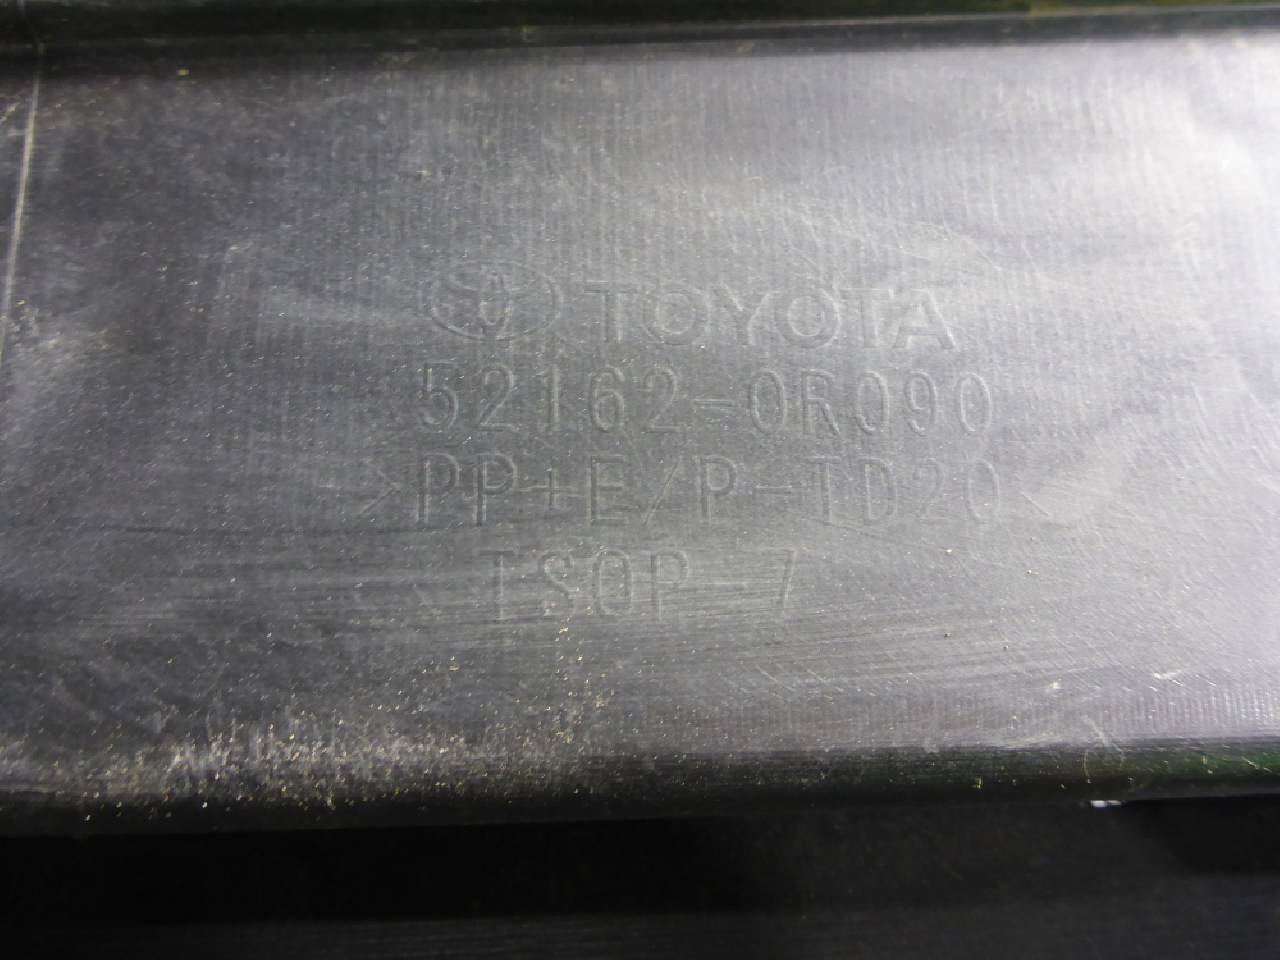 TOYOTA
52162-0R090
>PP+E/P-TD20<
TSOP-7